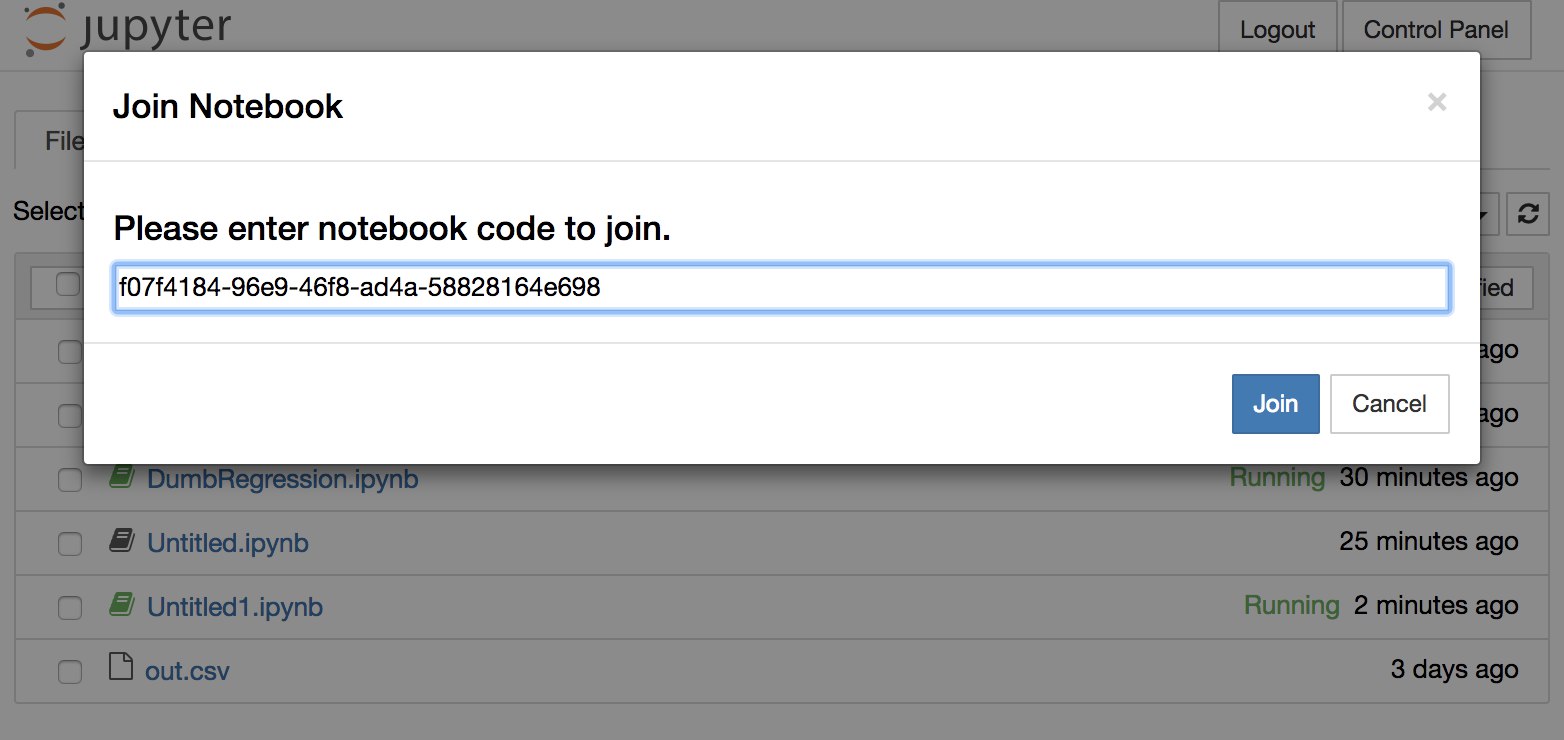 jupyter
Logout
Control Panel
Join Notebook
×
File
Select
Please enter notebook code to join.
f07f4184-96e9-46f8-ad4a-58828164e698
ago
Join
Cancel
ago
DumbRegression.ipynb
Running
30 minutes ago
Untitled.ipynb
25 minutes ago
Untitled1.ipynb
Running
2 minutes ago
out.csv
3 days ago